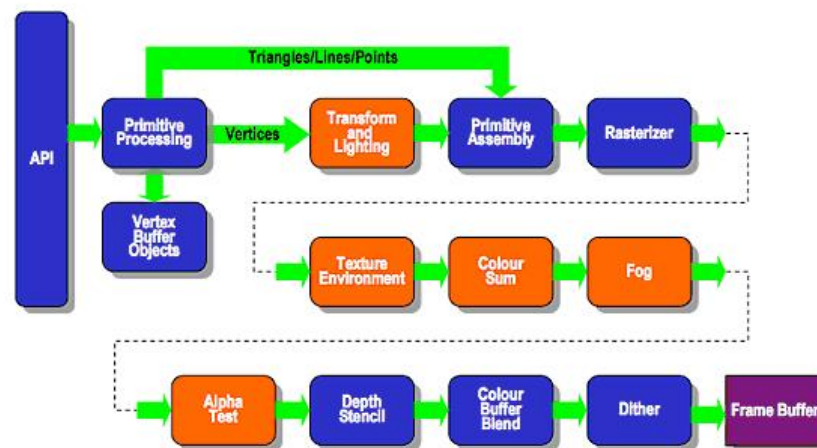 Triangles/Lines/Points
API
Primitive
Processing
Vertices
Transform
and
Lighting
Primitive
Assembly
Rasterizer
Vertex
Buffer
Objects
Texture
Environment
Colour
Sum
Fog
Alpha
Test
Depth
Stencil
Colour
Buffer
Blend
Dither
Frame Buffer